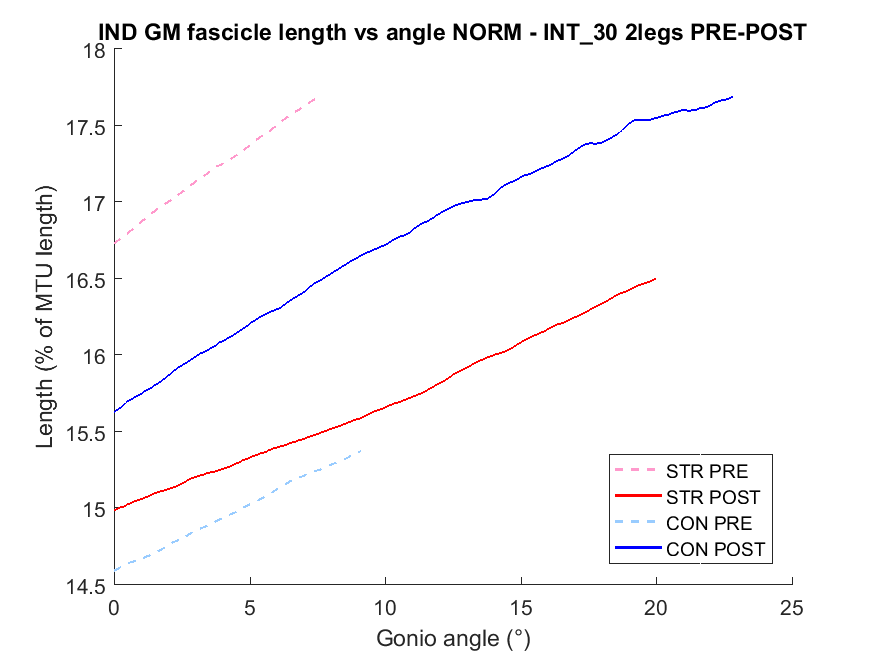 IND GM fascicle length vs angle NORM - INT_30 2legs PRE-POST
Length (% of MTU length)
18
17.5
17
16.5
16
15.5
15
14.5
0 5 10 15 20 25
Gonio angle (°)
STR PRE
STR POST
CON PRE
CON POST